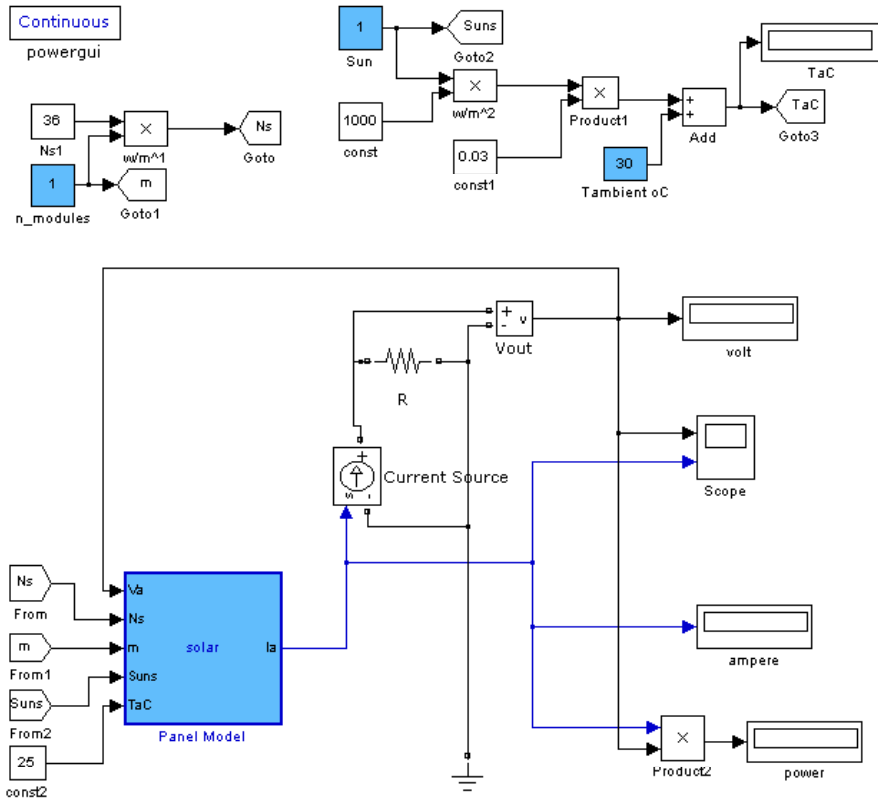 Continuous
powergui
36
Ns1
w/m^1
Ns
Goto
1
n_modules
m
Goto1
1
Sun
Suns
Goto2
1000
const
w/m^2
0.03
const1
Product1
30
Tambient oC
+
+
Add
TaC
TaC
Goto3
+
-
v
Vout
volt
R
+
s
-
Current Source
Scope
Ns
From
m
From1
Suns
From2
25
const2
Va
Ns
m
Suns
TaC
solar
Ia
Panel Model
ampere
Product2
power